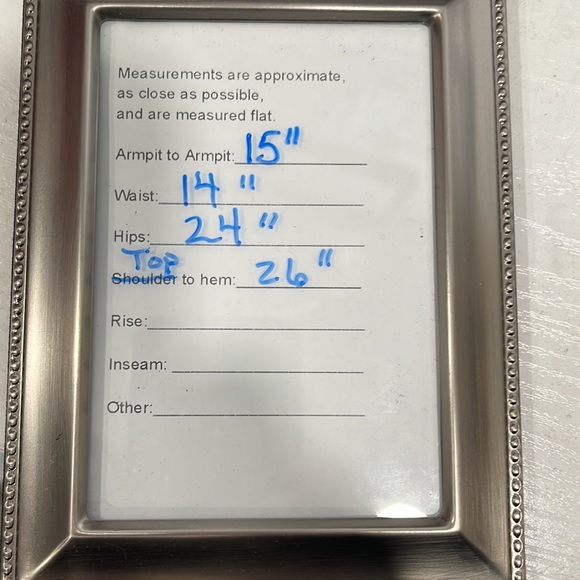 Measurements are approximate,
as close as possible,
and are measured flat.
Armpit to Armpit: 15"
Waist: 14"
Hips: 24"
Top
Shoulder to hem: 26"
Rise:
Inseam:
Other: